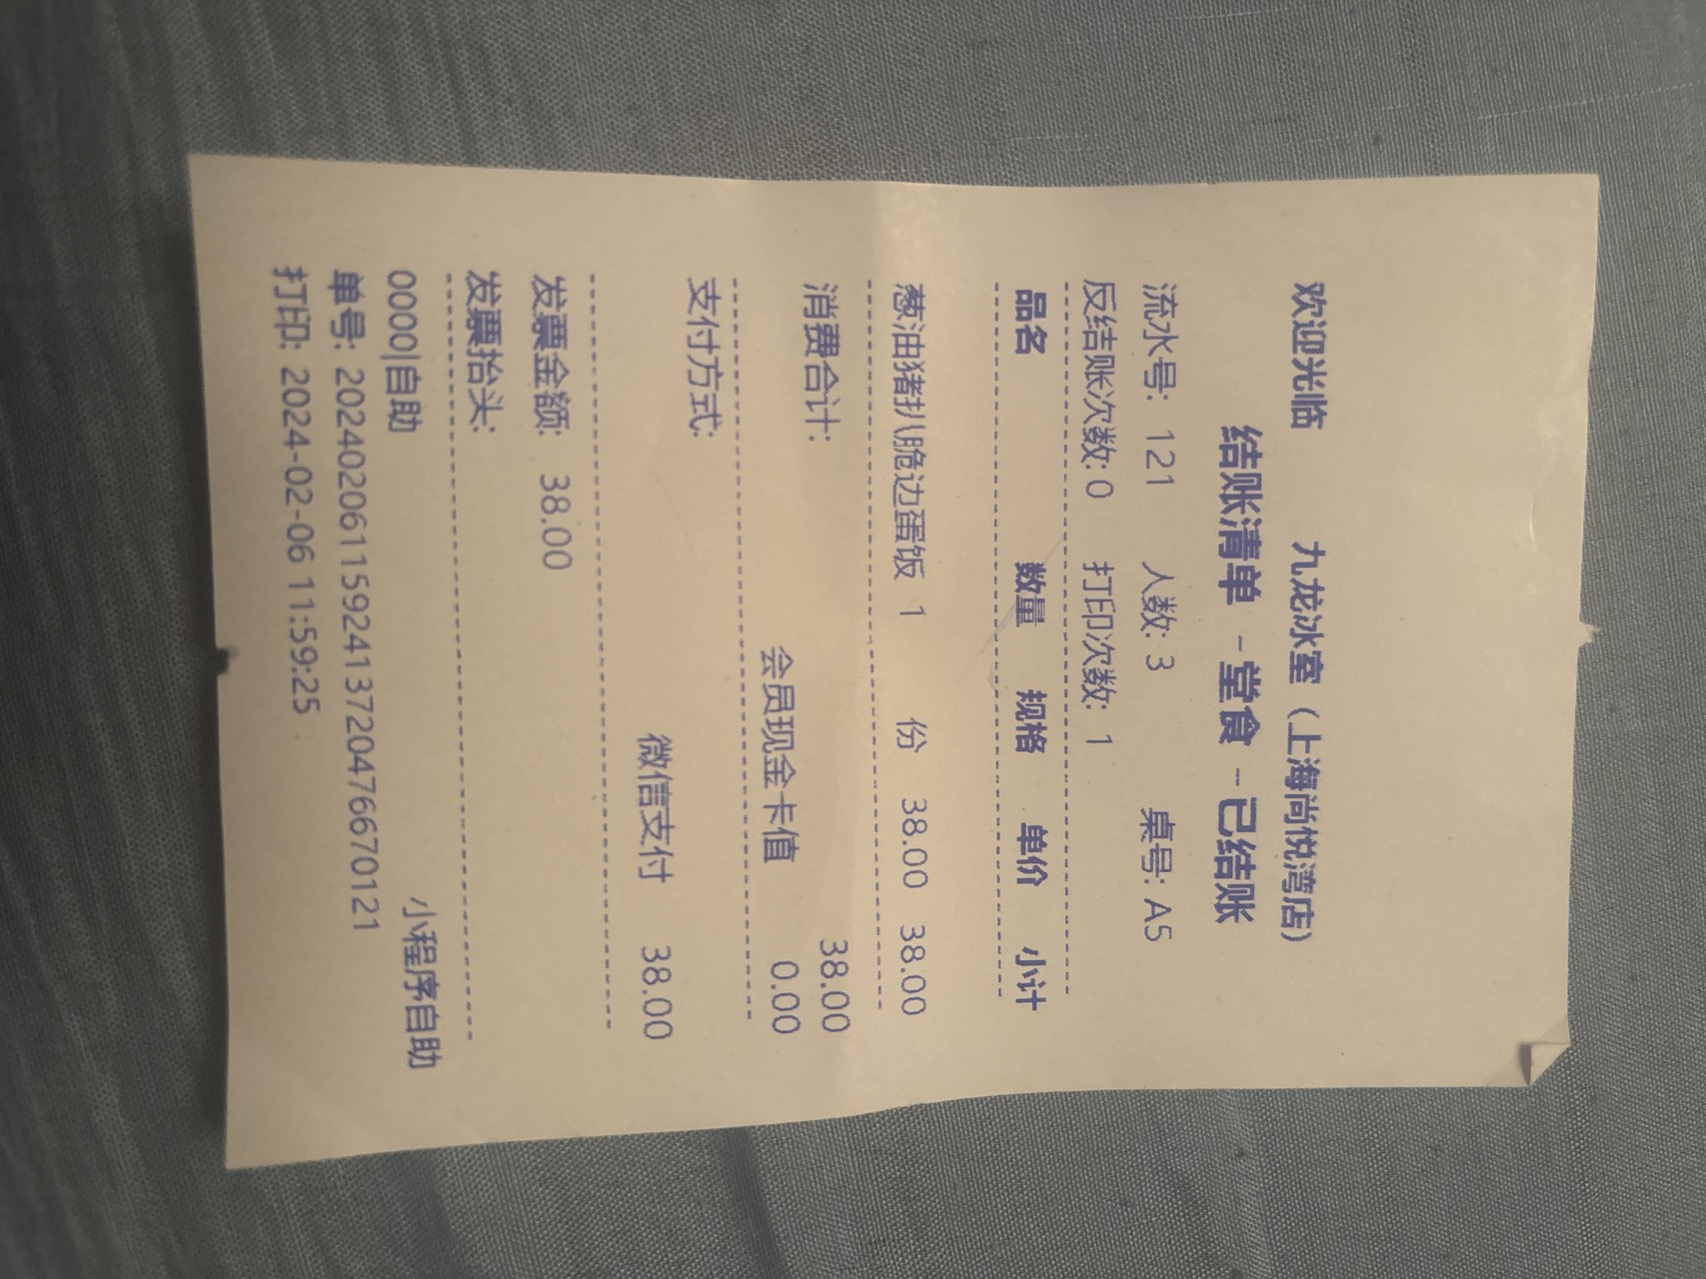 欢迎光临 九龙冰室（上海尚悦湾店）
结账清单 - 堂食 - 已结账
流水号: 121 人数: 3 桌号: A5
反结账次数: 0 打印次数: 1
品名 数量 规格 单价 小计
葱油猪扒脆边蛋饭 1 份 38.00 38.00
消费合计: 38.00
会员现金卡值 0.00
支付方式:
微信支付 38.00
发票金额: 38.00
发票抬头:
0000|自助 小程序自助
单号: 20240206115924137204766670121
打印: 2024-02-06 11:59:25